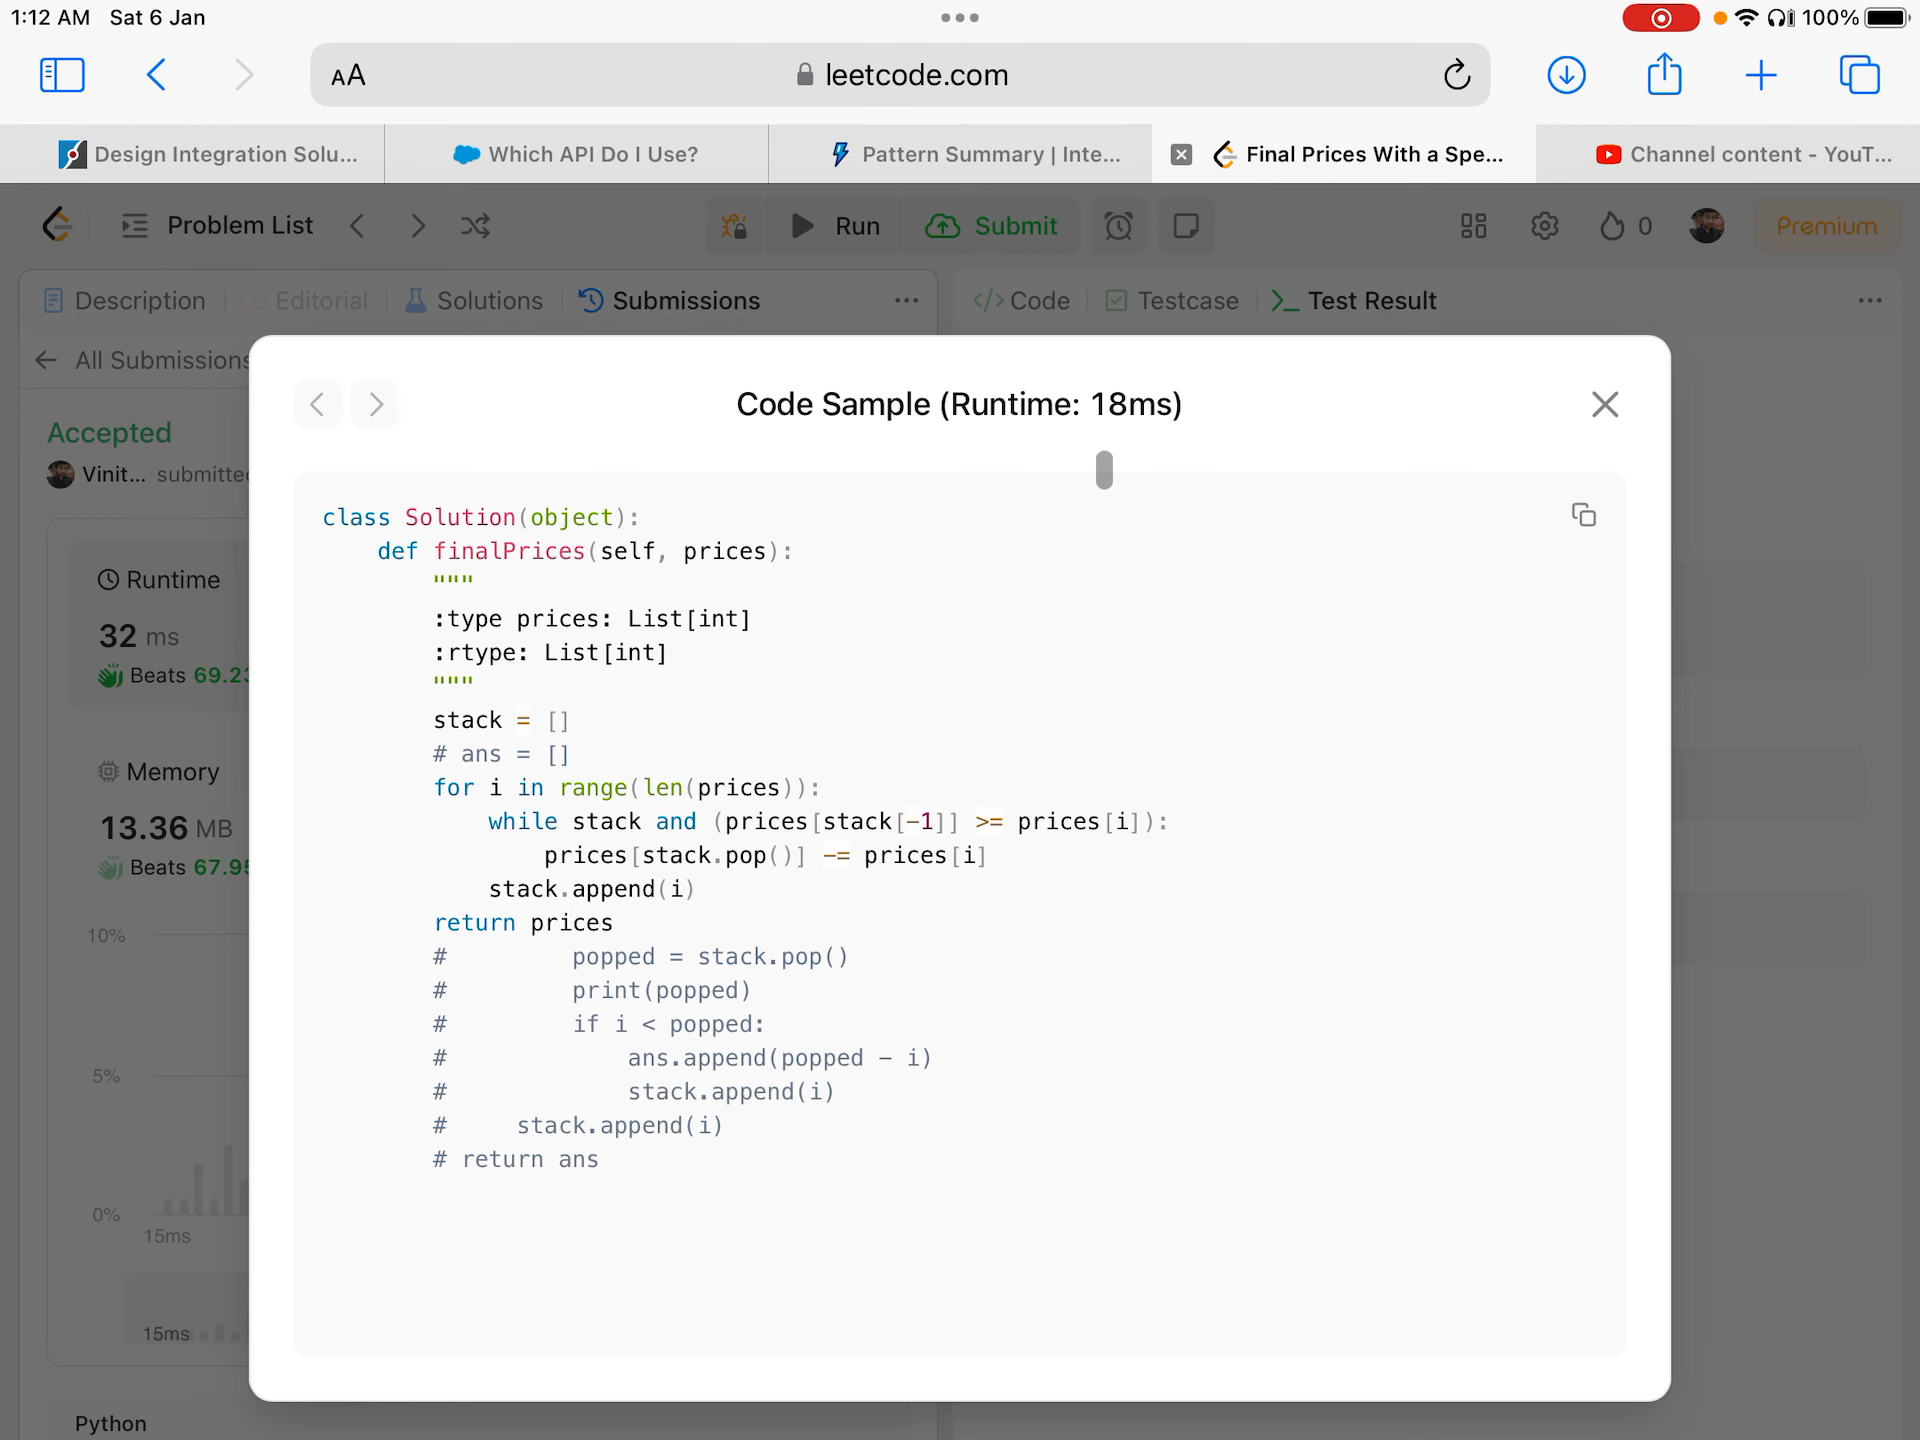 1:12 AM Sat 6 Jan
100%
AA leetcode.com
Design Integration Solu...
Which API Do I Use?
Pattern Summary | Inte...
Final Prices With a Spe...
Channel content - YouT...
Problem List
Run
Submit
0
Premium
Description
Editorial
Solutions
Submissions
</> Code
Testcase
>_ Test Result
All Submissions
Accepted
Vinit... submitted
Runtime
32 ms
Beats 69.23
Memory
13.36 MB
Beats 67.95
10%
5%
0%
15ms
15ms
Python
Code Sample (Runtime: 18ms)
class Solution(object):
    def finalPrices(self, prices):
        """
        :type prices: List[int]
        :rtype: List[int]
        """
        stack = []
        # ans = []
        for i in range(len(prices)):
            while stack and (prices[stack[-1]] >= prices[i]):
                prices[stack.pop()] -= prices[i]
            stack.append(i)
        return prices
        #         popped = stack.pop()
        #         print(popped)
        #         if i < popped:
        #             ans.append(popped - i)
        #             stack.append(i)
        #     stack.append(i)
        # return ans